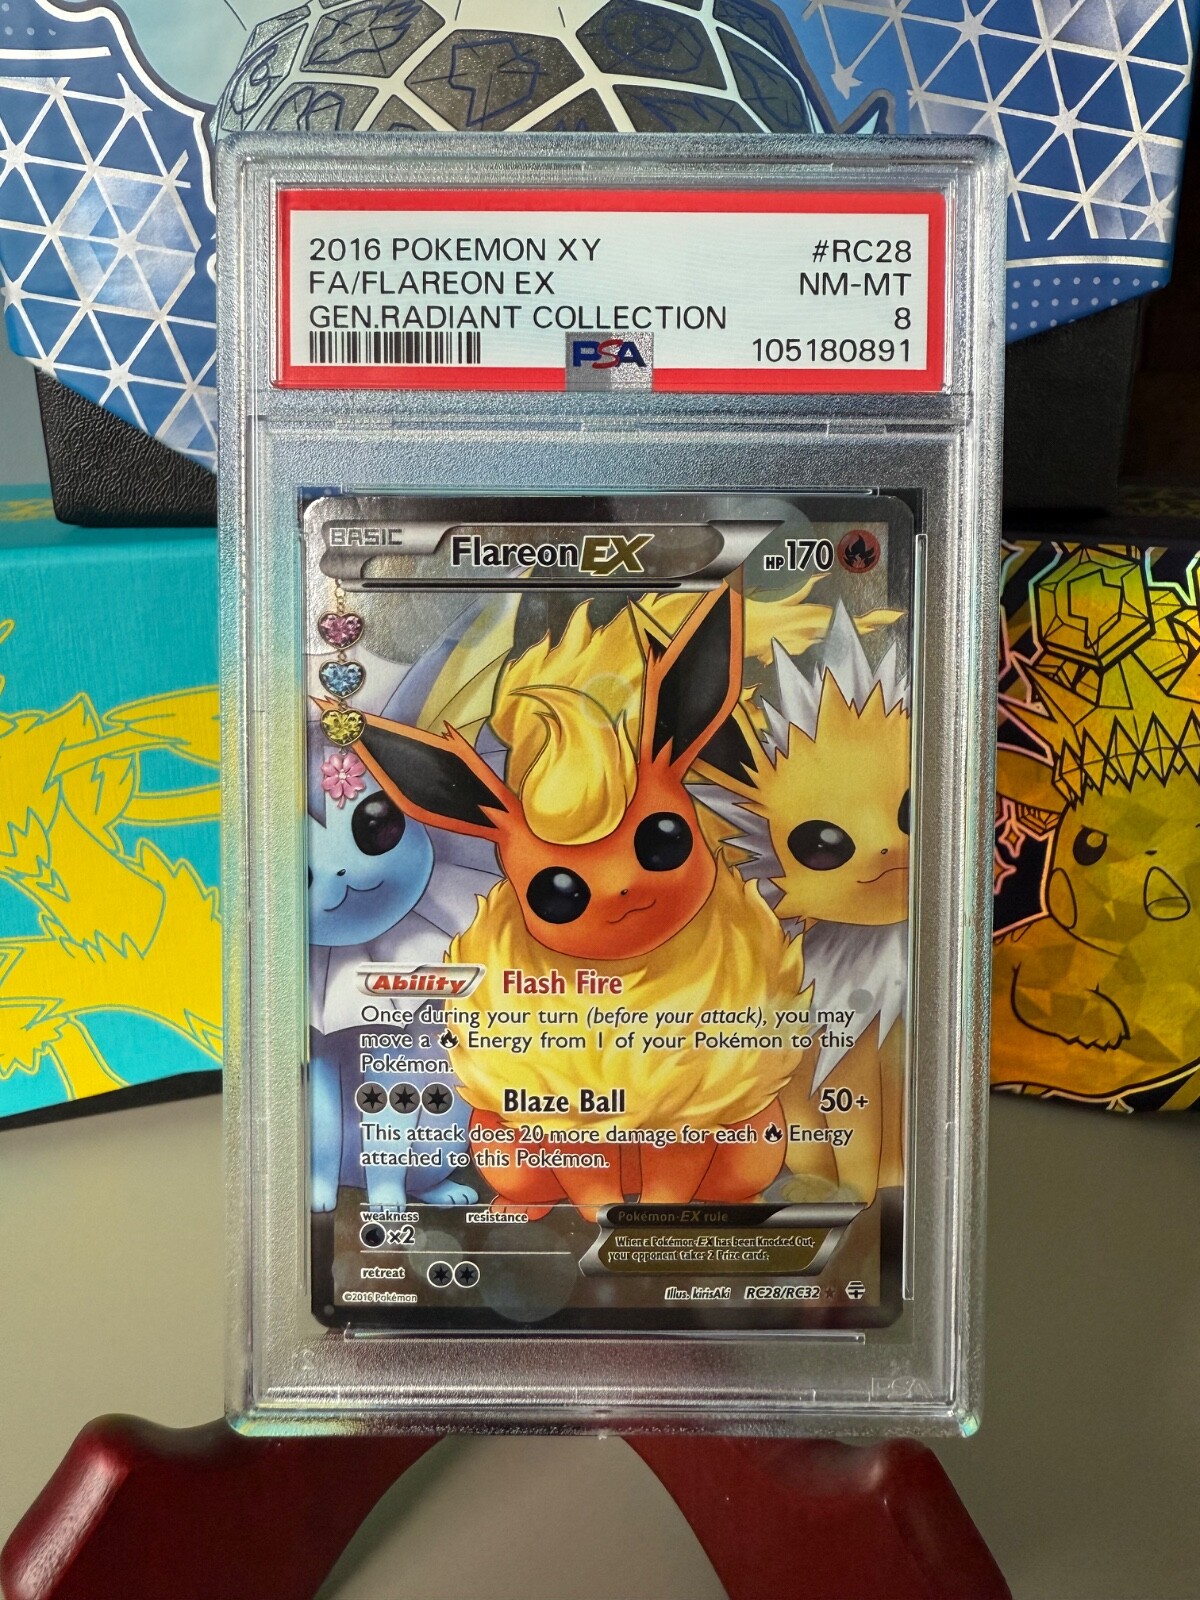 2016 POKEMON XY #RC28
FA/FLAREON EX NM-MT
GEN.RADIANT COLLECTION 8
PSA 105180891
BASIC FlareonEX HP170
Ability Flash Fire
Once during your turn (before your attack), you may
move a Energy from 1 of your Pokémon to this
Pokémon.
Blaze Ball 50+
This attack does 20 more damage for each Energy
attached to this Pokémon.
weakness resistance
×2
Pokémon-EX rule
When a Pokémon-EX has been Knocked Out,
your opponent takes 2 Prize cards.
retreat
©2016 Pokémon
Illus. kirisAki RC28/RC32
PSA